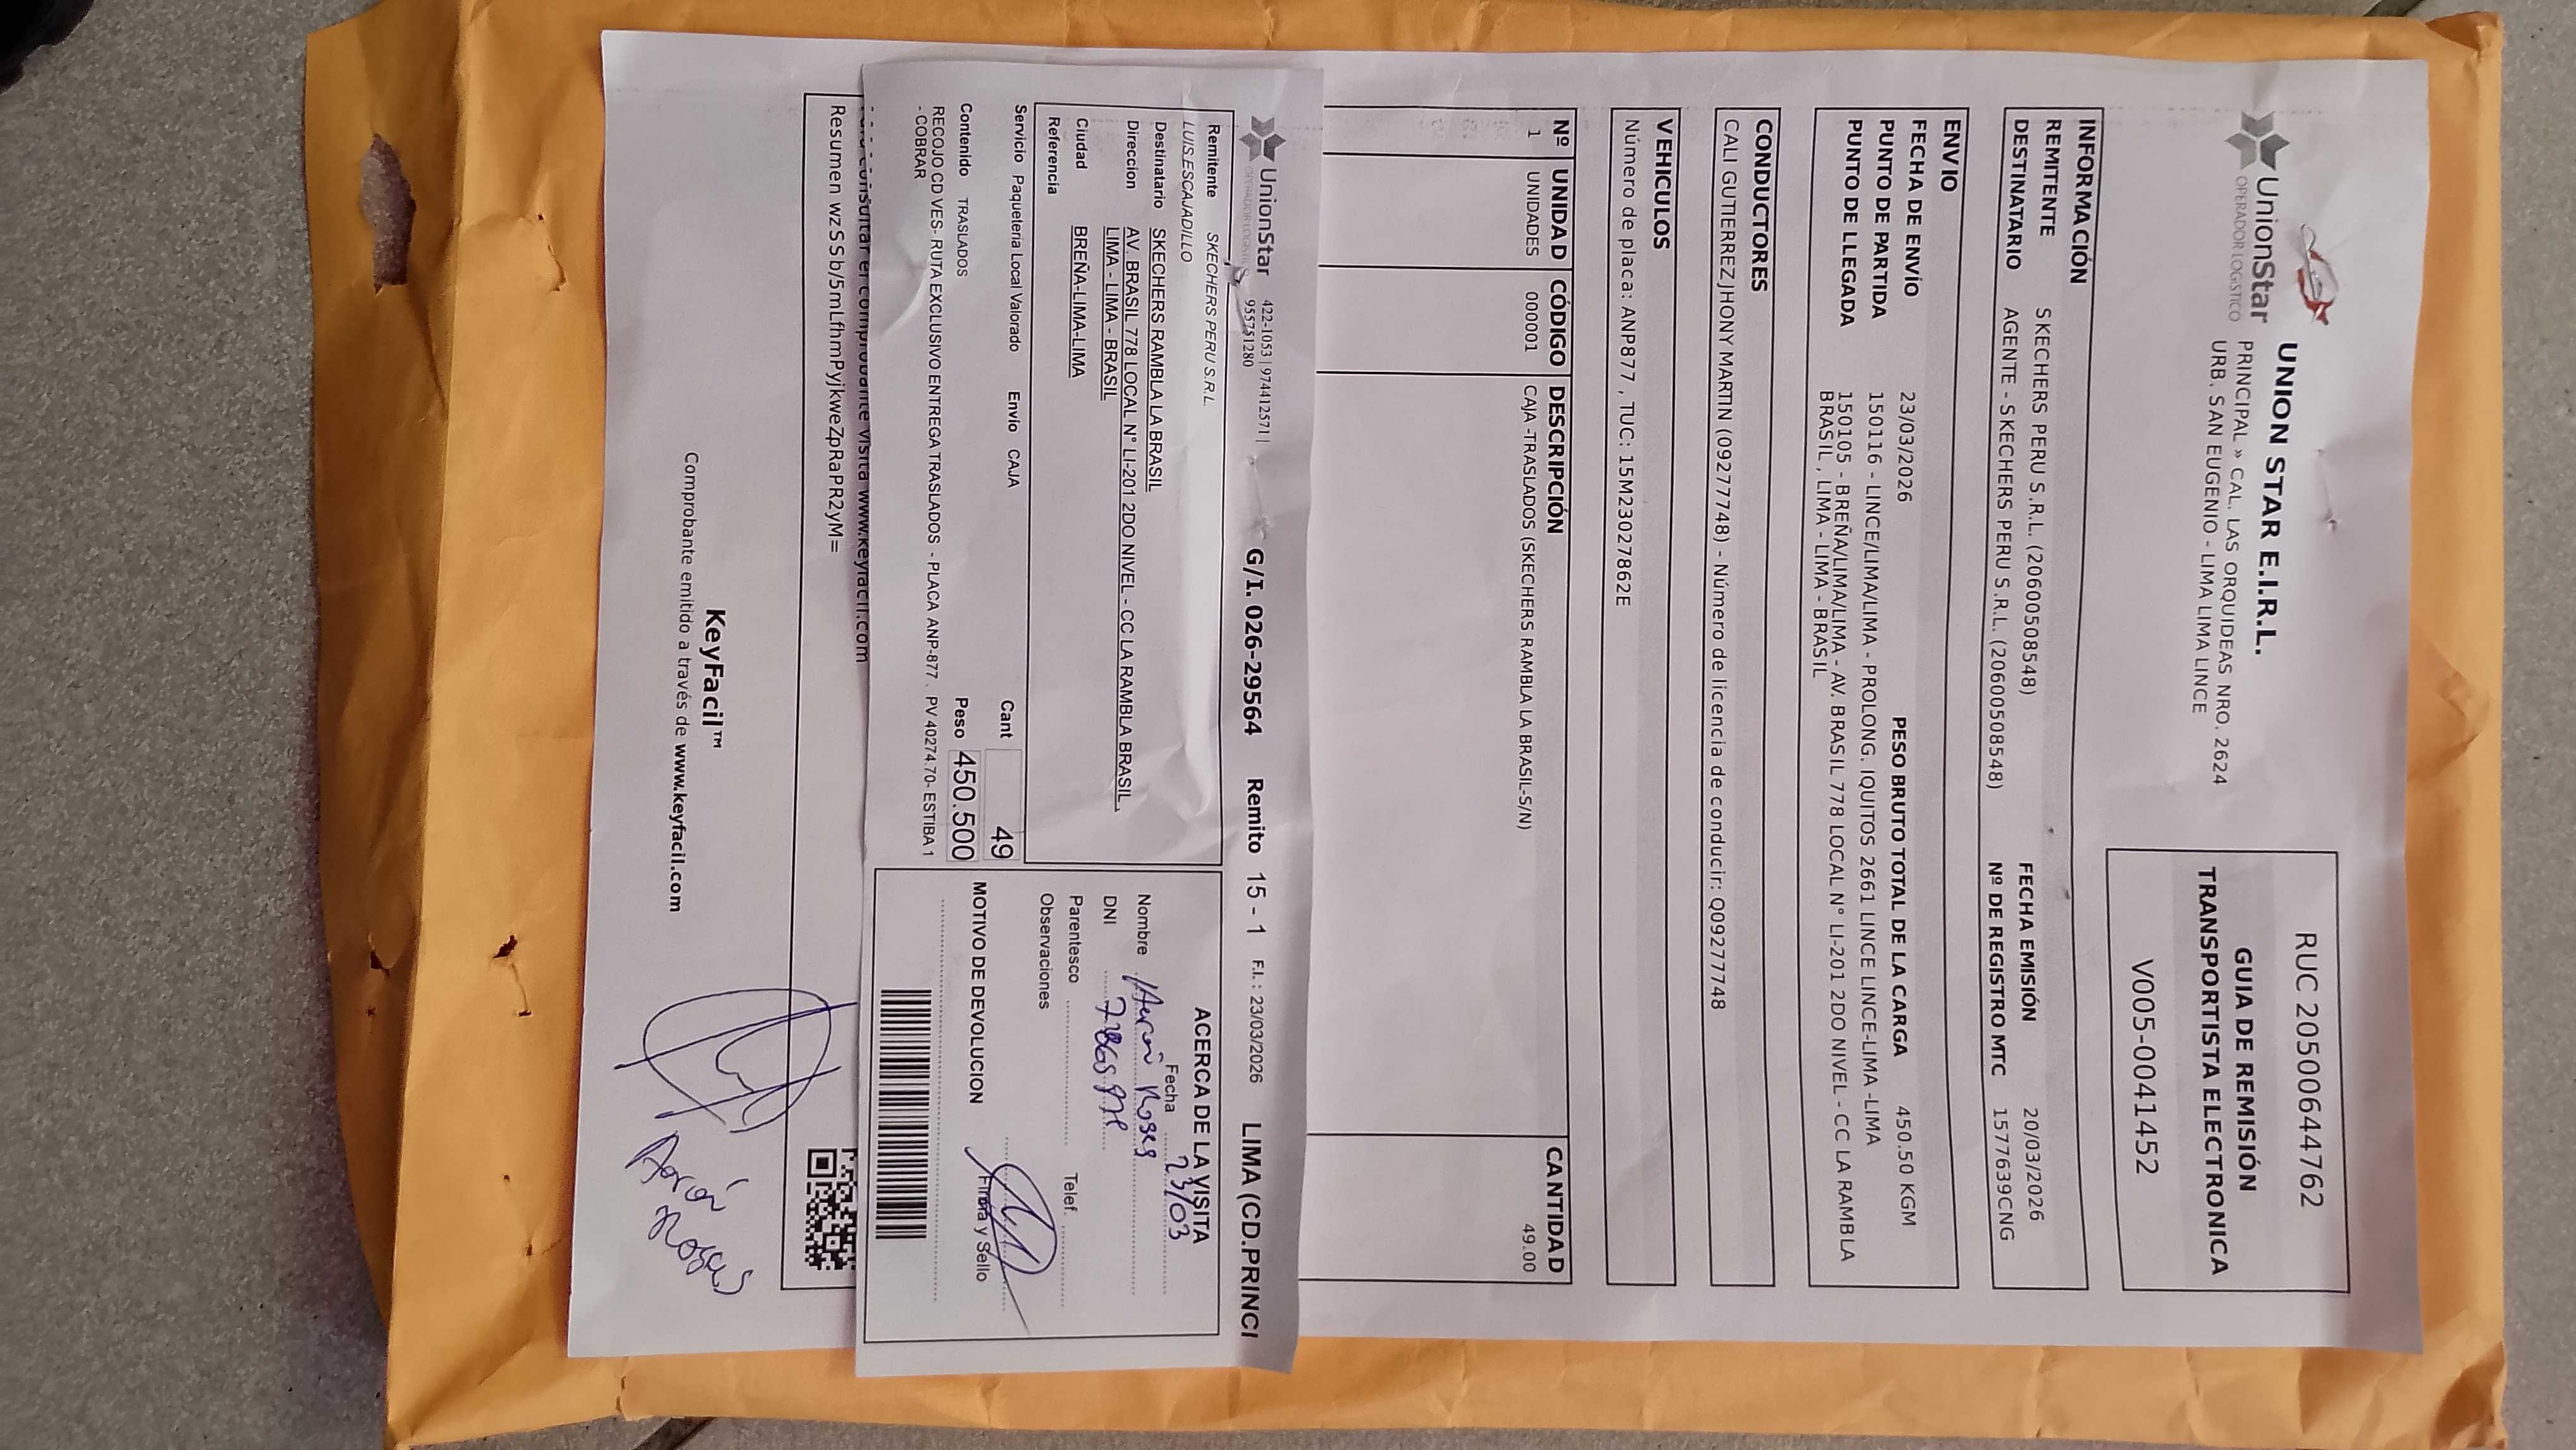 UnionStar
OPERADOR LOGISTICO
UNION STAR E.I.R.L.
PRINCIPAL » CAL. LAS ORQUIDEAS NRO. 2624
URB. SAN EUGENIO - LIMA LIMA LINCE
RUC 20500644762
GUIA DE REMISIÓN
TRANSPORTISTA ELECTRONICA
V005-0041452
INFORMACIÓN
REMITENTE SKECHERS PERU S.R.L. (20600508548) FECHA EMISIÓN 20/03/2026
DESTINATARIO AGENTE - SKECHERS PERU S.R.L. (20600508548) Nº DE REGISTRO MTC 1577639CNG
ENVIO
FECHA DE ENVÍO 23/03/2026 PESO BRUTO TOTAL DE LA CARGA 450.50 KGM
PUNTO DE PARTIDA 150116 - LINCE/LIMA/LIMA - PROLONG. IQUITOS 2661 LINCE LINCE-LIMA -LIMA
PUNTO DE LLEGADA 150105 - BREÑA/LIMA/LIMA - AV. BRASIL 778 LOCAL N° LI-201 2DO NIVEL - CC LA RAMBLA
BRASIL , LIMA - LIMA - BRASIL
CONDUCTORES
CALI GUTIERREZ JHONY MARTIN (09277748) - Número de licencia de conducir: Q09277748
VEHICULOS
Número de placa: ANP877 , TUC: 15M23027862E
Nº UNIDAD CÓDIGO DESCRIPCIÓN CANTIDAD
1 UNIDADES 000001 CAJA -TRASLADOS (SKECHERS RAMBLA LA BRASIL-S/N) 49.00
UnionStar 422-1053 | 974412571 |
955751280
G/I. 026-29564 Remito 15 - 1 F.I. : 23/03/2026 LIMA (CD.PRINCI
Remitente SKECHERS PERU S.R.L.
LUIS.ESCAJADILLO
Destinatario SKECHERS RAMBLA LA BRASIL
Direccion AV. BRASIL 778 LOCAL N° LI-201 2DO NIVEL - CC LA RAMBLA BRASIL,
LIMA - LIMA - BRASIL
Ciudad BREÑA-LIMA-LIMA
Referencia
Servicio Paqueteria Local Valorado Envio CAJA Cant 49
Contenido TRASLADOS Peso 450.500
RECOJO CD VES- RUTA EXCLUSIVO ENTREGA TRASLADOS - PLACA ANP-877 . PV 40274.70- ESTIBA 1
- COBRAR
ACERCA DE LA VISITA
Fecha 23/03
Nombre
DNI
Parentesco Telef.
Observaciones
MOTIVO DE DEVOLUCION Firma y Sello
consultar el comprobante visita www.keyfacil.com
Resumen wzSSb/5mLfhmPyjkweZpRaPR2yM=
KeyFacil™
Comprobante emitido a través de www.keyfacil.com
Aarón